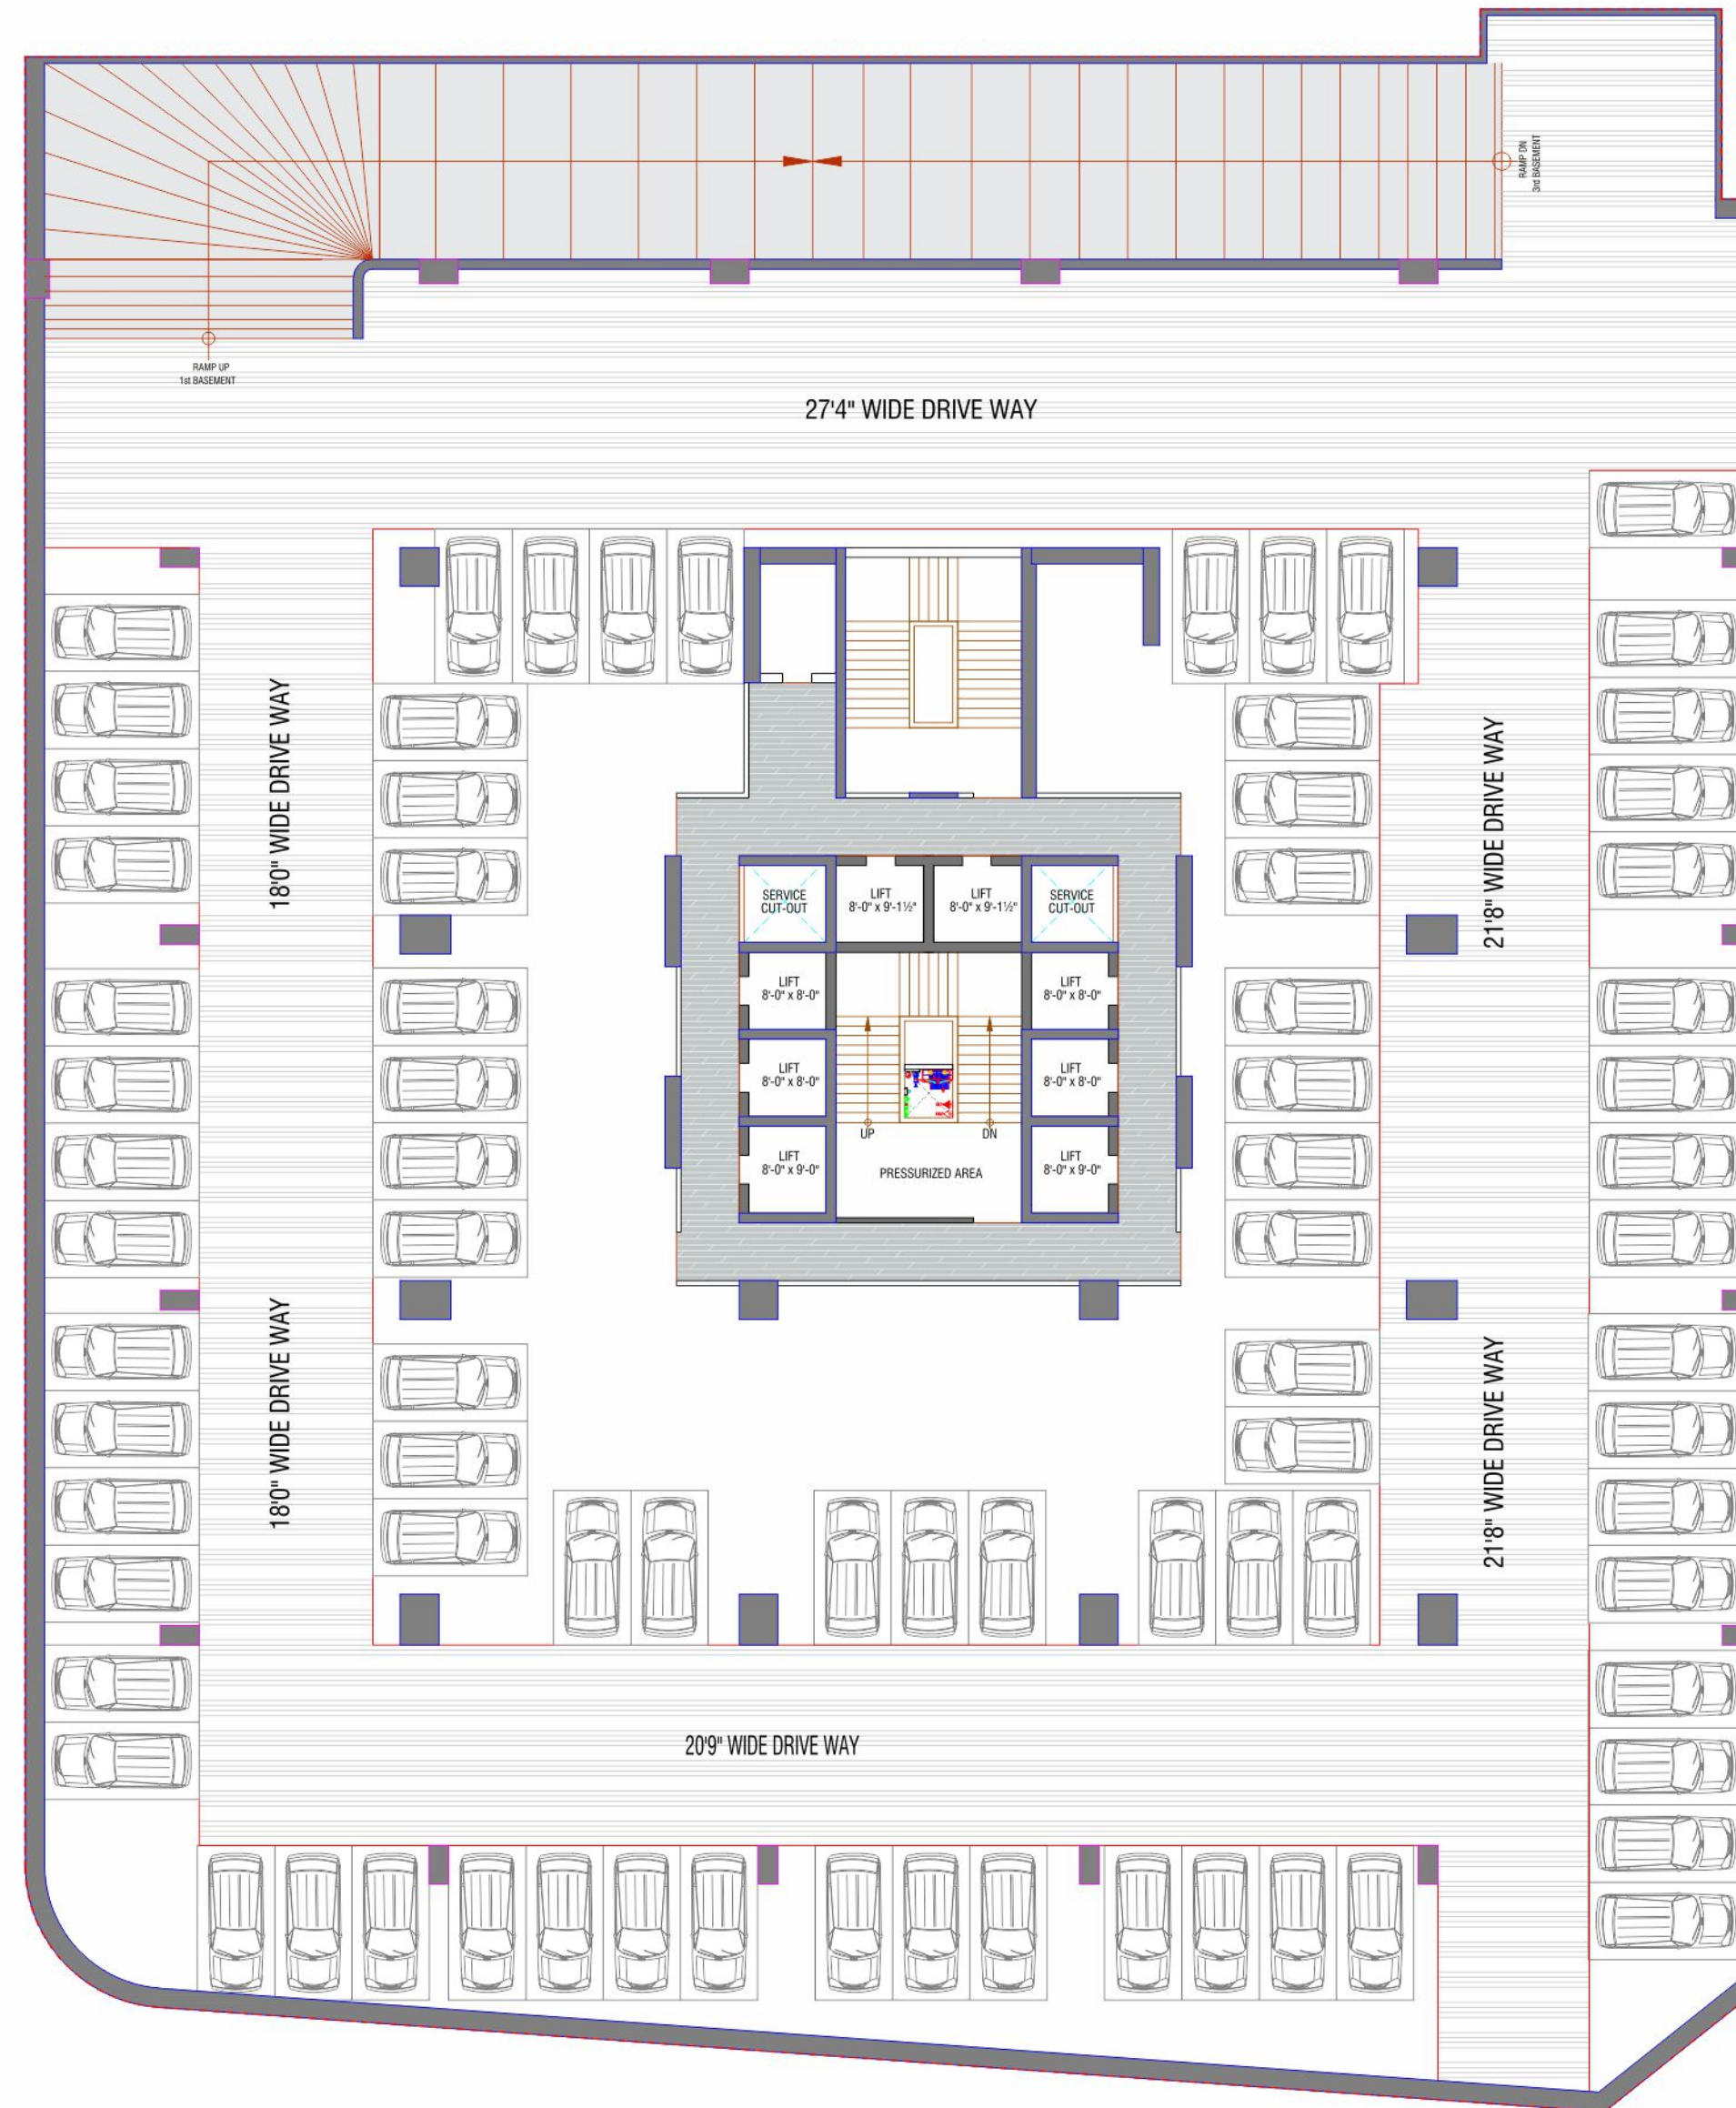 RAMP DN
3rd BASEMENT
RAMP UP
1st BASEMENT
27'4" WIDE DRIVE WAY
18'0" WIDE DRIVE WAY
21'8" WIDE DRIVE WAY
SERVICE
CUT-OUT
LIFT
8'-0" x 9'-1½"
LIFT
8'-0" x 9'-1½"
SERVICE
CUT-OUT
LIFT
8'-0" x 8'-0"
LIFT
8'-0" x 8'-0"
LIFT
8'-0" x 8'-0"
LIFT
8'-0" x 8'-0"
UP
DN
LIFT
8'-0" x 9'-0"
PRESSURIZED AREA
LIFT
8'-0" x 9'-0"
18'0" WIDE DRIVE WAY
21'8" WIDE DRIVE WAY
20'9" WIDE DRIVE WAY